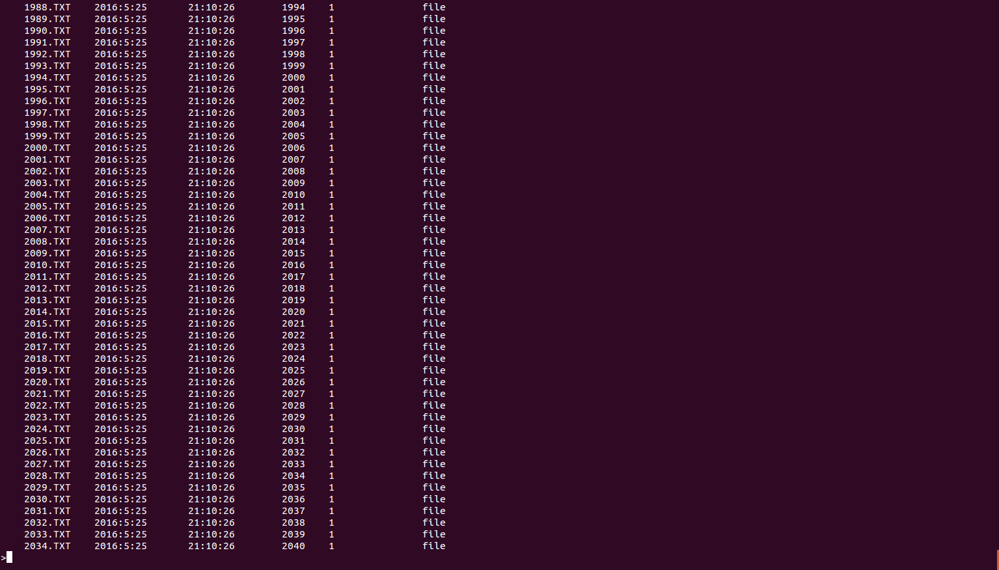 1988.TXT 2016:5:25 21:10:26 1994 1 file
1989.TXT 2016:5:25 21:10:26 1995 1 file
1990.TXT 2016:5:25 21:10:26 1996 1 file
1991.TXT 2016:5:25 21:10:26 1997 1 file
1992.TXT 2016:5:25 21:10:26 1998 1 file
1993.TXT 2016:5:25 21:10:26 1999 1 file
1994.TXT 2016:5:25 21:10:26 2000 1 file
1995.TXT 2016:5:25 21:10:26 2001 1 file
1996.TXT 2016:5:25 21:10:26 2002 1 file
1997.TXT 2016:5:25 21:10:26 2003 1 file
1998.TXT 2016:5:25 21:10:26 2004 1 file
1999.TXT 2016:5:25 21:10:26 2005 1 file
2000.TXT 2016:5:25 21:10:26 2006 1 file
2001.TXT 2016:5:25 21:10:26 2007 1 file
2002.TXT 2016:5:25 21:10:26 2008 1 file
2003.TXT 2016:5:25 21:10:26 2009 1 file
2004.TXT 2016:5:25 21:10:26 2010 1 file
2005.TXT 2016:5:25 21:10:26 2011 1 file
2006.TXT 2016:5:25 21:10:26 2012 1 file
2007.TXT 2016:5:25 21:10:26 2013 1 file
2008.TXT 2016:5:25 21:10:26 2014 1 file
2009.TXT 2016:5:25 21:10:26 2015 1 file
2010.TXT 2016:5:25 21:10:26 2016 1 file
2011.TXT 2016:5:25 21:10:26 2017 1 file
2012.TXT 2016:5:25 21:10:26 2018 1 file
2013.TXT 2016:5:25 21:10:26 2019 1 file
2014.TXT 2016:5:25 21:10:26 2020 1 file
2015.TXT 2016:5:25 21:10:26 2021 1 file
2016.TXT 2016:5:25 21:10:26 2022 1 file
2017.TXT 2016:5:25 21:10:26 2023 1 file
2018.TXT 2016:5:25 21:10:26 2024 1 file
2019.TXT 2016:5:25 21:10:26 2025 1 file
2020.TXT 2016:5:25 21:10:26 2026 1 file
2021.TXT 2016:5:25 21:10:26 2027 1 file
2022.TXT 2016:5:25 21:10:26 2028 1 file
2023.TXT 2016:5:25 21:10:26 2029 1 file
2024.TXT 2016:5:25 21:10:26 2030 1 file
2025.TXT 2016:5:25 21:10:26 2031 1 file
2026.TXT 2016:5:25 21:10:26 2032 1 file
2027.TXT 2016:5:25 21:10:26 2033 1 file
2028.TXT 2016:5:25 21:10:26 2034 1 file
2029.TXT 2016:5:25 21:10:26 2035 1 file
2030.TXT 2016:5:25 21:10:26 2036 1 file
2031.TXT 2016:5:25 21:10:26 2037 1 file
2032.TXT 2016:5:25 21:10:26 2038 1 file
2033.TXT 2016:5:25 21:10:26 2039 1 file
2034.TXT 2016:5:25 21:10:26 2040 1 file
>